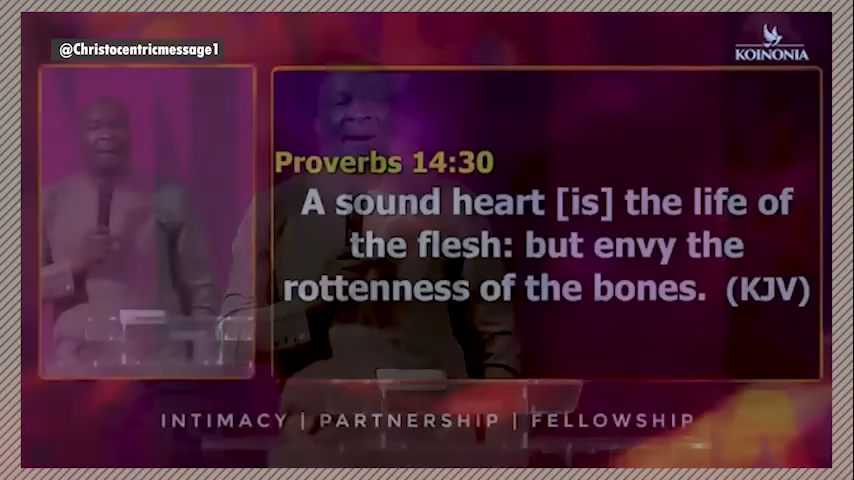 @Christocentricmessage1
KOINONIA
Proverbs 14:30
A sound heart [is] the life of
the flesh: but envy the
rottenness of the bones. (KJV)
INTIMACY | PARTNERSHIP | FELLOWSHIP